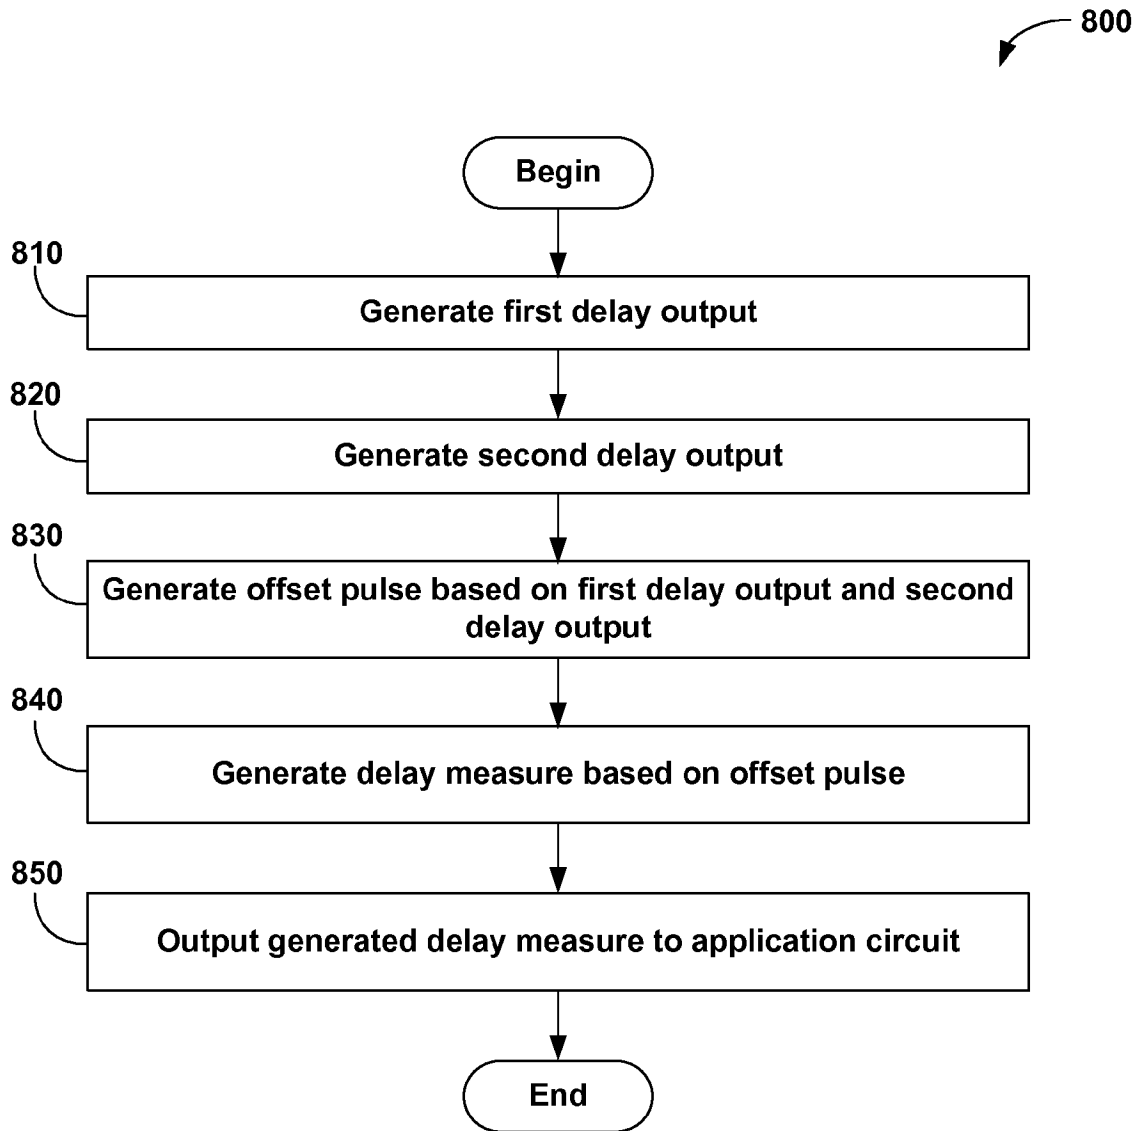 800
Begin
810
Generate first delay output
820
Generate second delay output
830
Generate offset pulse based on first delay output and second
delay output
840
Generate delay measure based on offset pulse
850
Output generated delay measure to application circuit
End